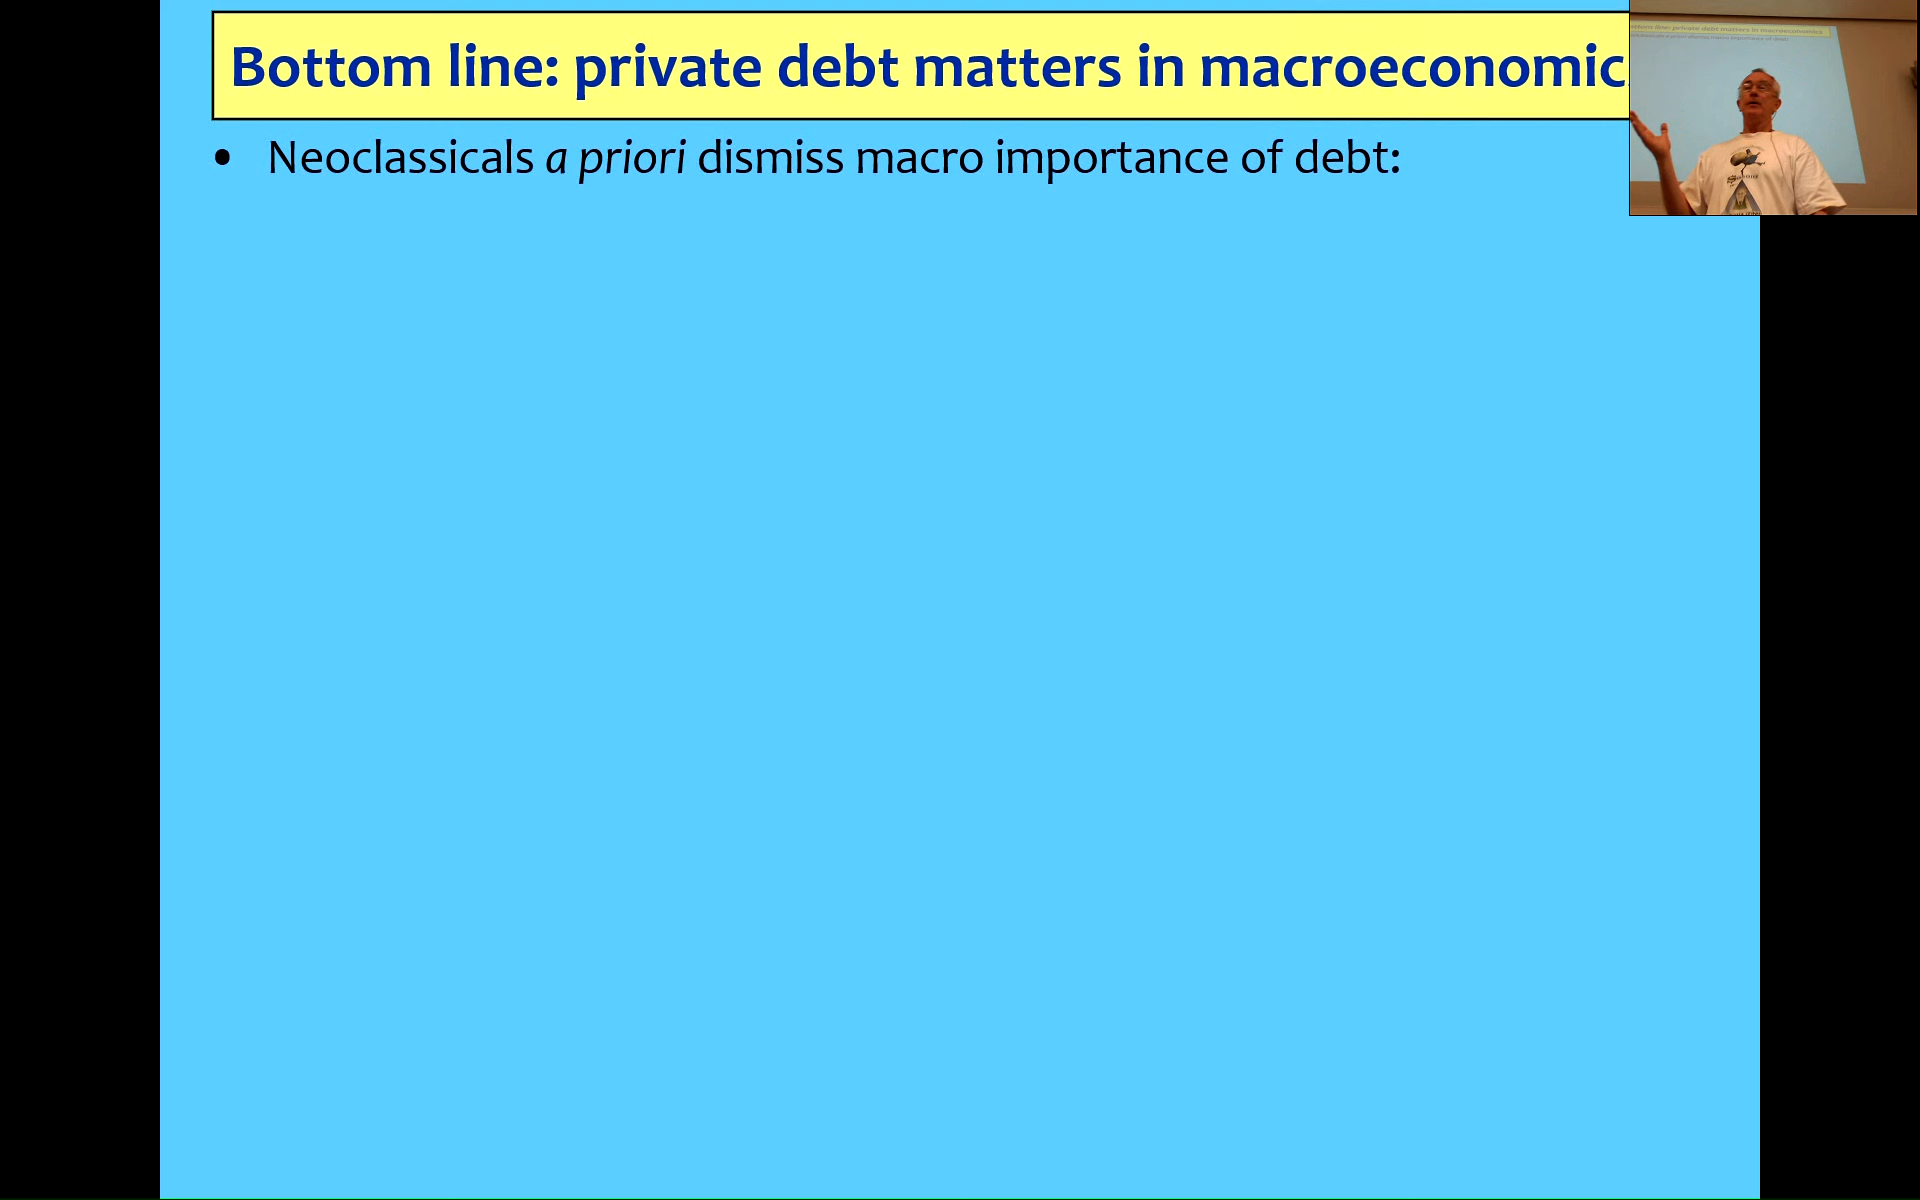 Bottom line: private debt matters in macroeconomic
• Neoclassicals a priori dismiss macro importance of debt: